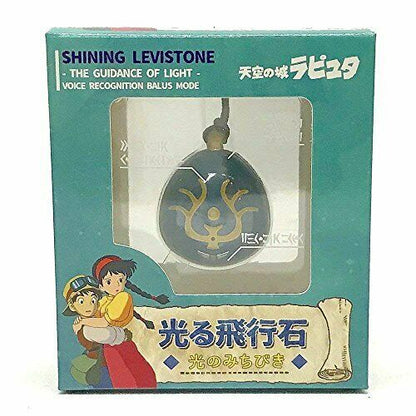 SHINING LEVISTONE
- THE GUIDANCE OF LIGHT -
VOICE RECOGNITION BALUS MODE
天空の城ラピュタ
光る飛行石
光のみちびき